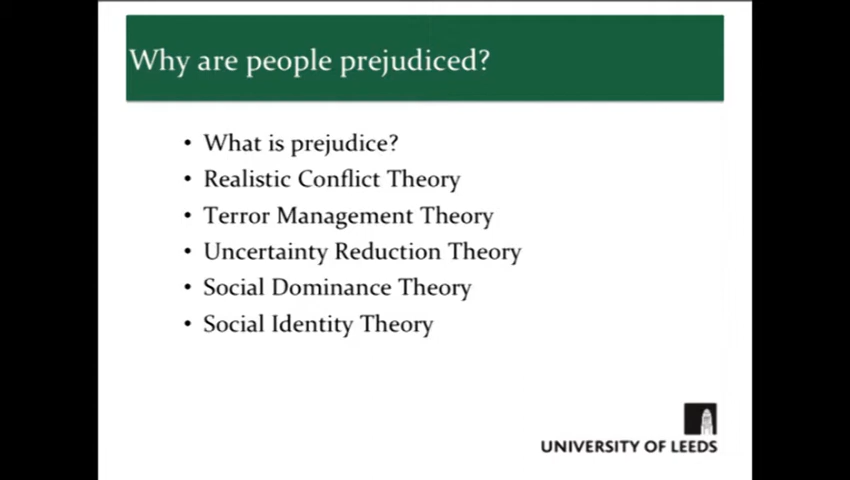 Why are people prejudiced?
• What is prejudice?
• Realistic Conflict Theory
• Terror Management Theory
• Uncertainty Reduction Theory
• Social Dominance Theory
• Social Identity Theory
UNIVERSITY OF LEEDS